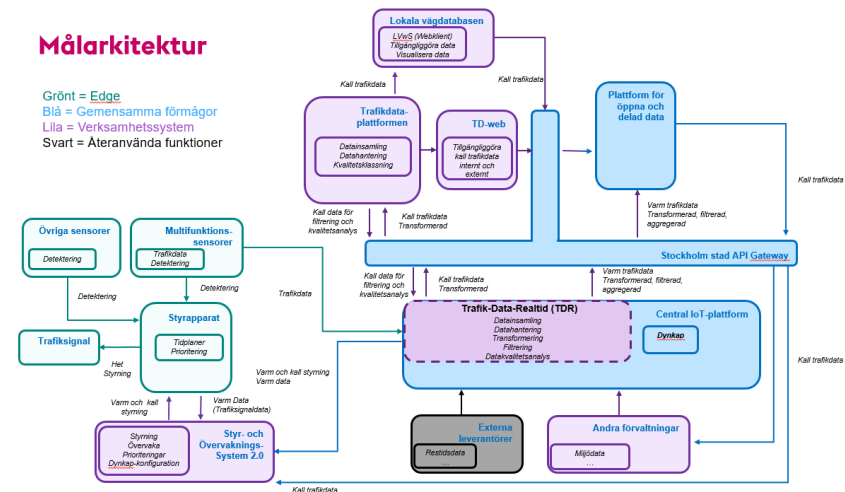 Målarkitektur
Grönt = Edge
Blå = Gemensamma förmågor
Lila = Verksamhetssystem
Svart = Återanvända funktioner
Lokala vägdatabasen
LVwS (Webklient)
Tillgängliggöra data
Visualisera data
Kall trafikdata
Kall trafikdata
Trafikdata-
plattformen
Datainsamling
Datahantering
Kvalitetsklassning
TD-web
Tillgängliggöra
kall trafikdata
internt och
externt
Plattform för
öppna och
delad data
Kall trafikdata
Kall data för
filtrering och
kvalitetsanalys
Kall trafikdata
Transformerad
Varm trafikdata
Transformerad, filtrerad,
aggregerad
Stockholm stad API Gateway
Övriga sensorer
Detektering
Multifunktions-
sensorer
Trafikdata
Detektering
Detektering
Detektering
Trafikdata
Kall data för
filtrering och
kvalitetsanalys
Kall trafikdata
Transformerad
Varm trafikdata
Transformerad, filtrerad,
aggregerad
Styrapparat
Tidplaner
Prioritering
Trafiksignal
Het
Styrning
Trafik-Data-Realtid (TDR)
Datainsamling
Datahantering
Transformering
Filtrering
Datakvalitetsanalys
Central IoT-plattform
Dynkap
Varm och kall styrning
Varm data
Kall trafikdata
Varm och kall
styrning
Varm Data
(Trafiksignaldata)
Styrning
Övervaka
Prioriteringar
Dynkap-konfiguration
Styr- och
Övervaknings-
System 2.0
Externa
leverantörer
Restidsdata
…
Andra förvaltningar
Miljödata
…
Kall trafikdata